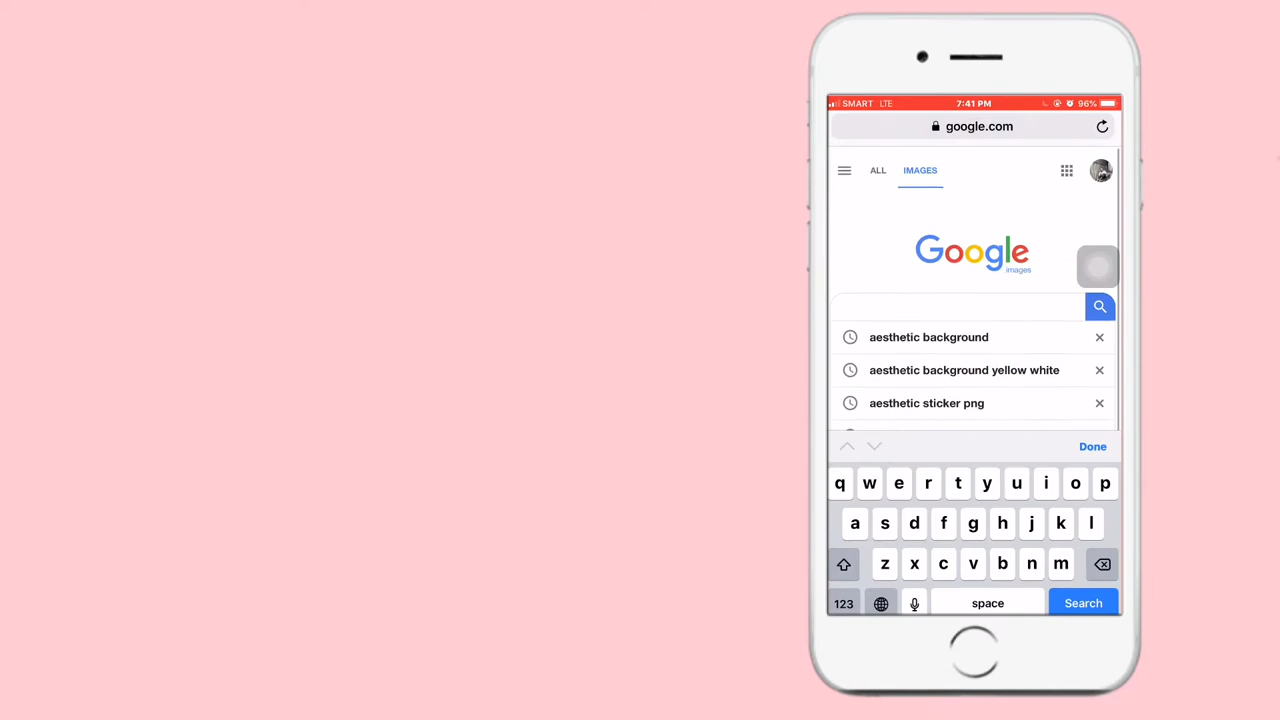 SMART LTE 7:41 PM 96%
google.com
ALL IMAGES
Google
images
aesthetic background
aesthetic background yellow white
aesthetic sticker png
Done
q w e r t y u i o p
a s d f g h j k l
z x c v b n m
123 space Search